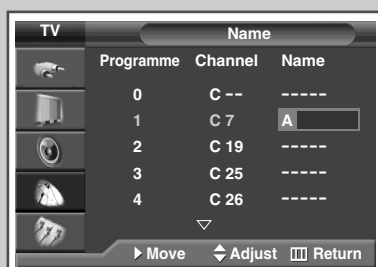 TV Name
Programme Channel Name
0 C -- -----
1 C 7 A
2 C 19 -----
3 C 25 -----
4 C 26 -----
Move Adjust Return